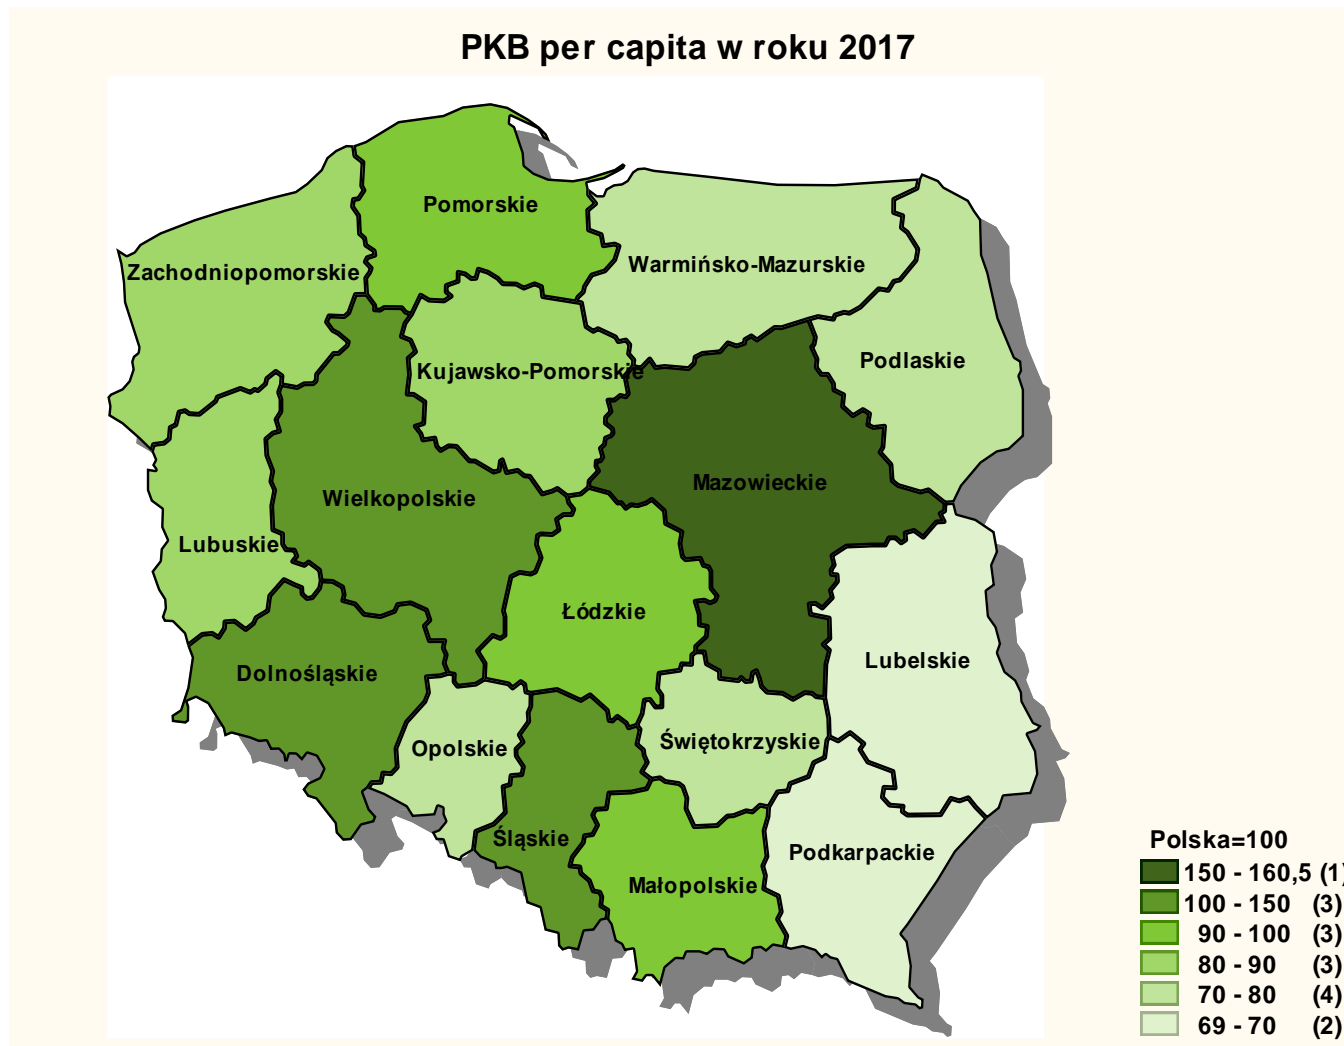 PKB per capita w roku 2017
Pomorskie
Zachodniopomorskie
Warmińsko-Mazurskie
Podlaskie
Kujawsko-Pomorskie
Mazowieckie
Wielkopolskie
Lubuskie
Łódzkie
Lubelskie
Dolnośląskie
Świętokrzyskie
Opolskie
Śląskie
Podkarpackie
Małopolskie
Polska=100
150 - 160,5 (1)
100 - 150 (3)
90 - 100 (3)
80 - 90 (3)
70 - 80 (4)
69 - 70 (2)